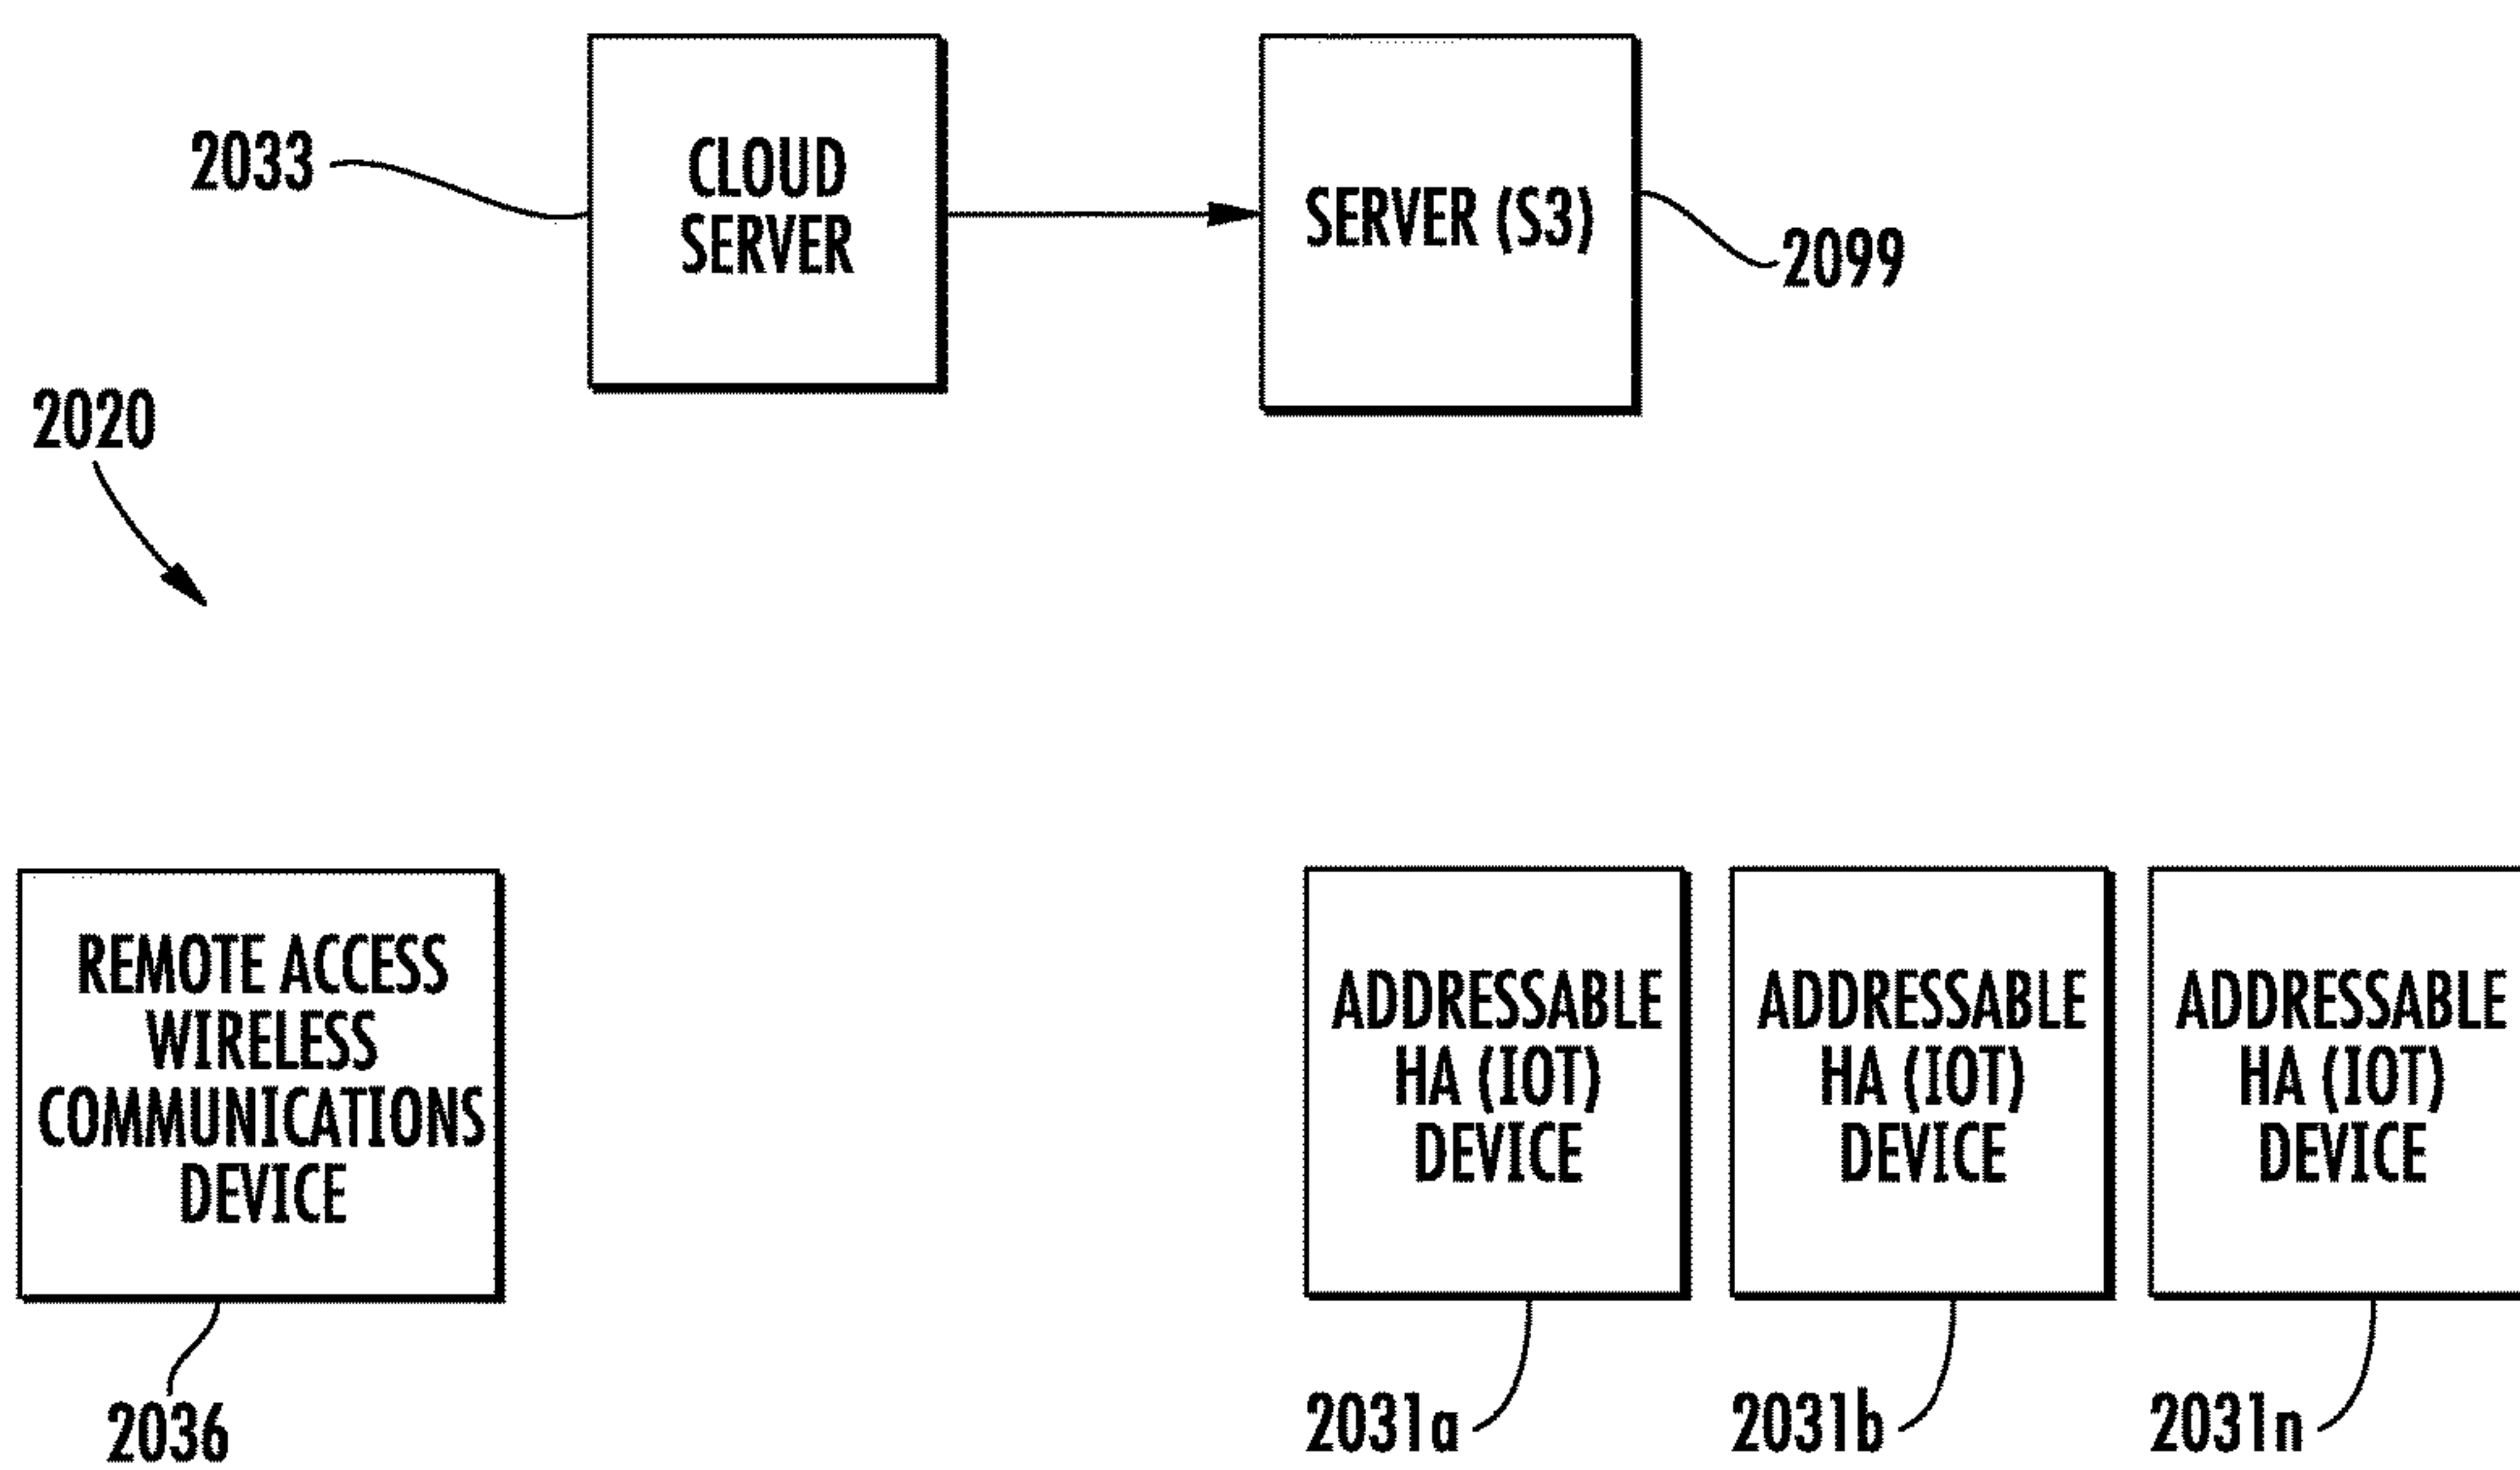 2033
CLOUD
SERVER
SERVER (S3)
2099
2020
REMOTE ACCESS
WIRELESS
COMMUNICATIONS
DEVICE
2036
ADDRESSABLE
HA (IOT)
DEVICE
2031a
ADDRESSABLE
HA (IOT)
DEVICE
2031b
ADDRESSABLE
HA (IOT)
DEVICE
2031n